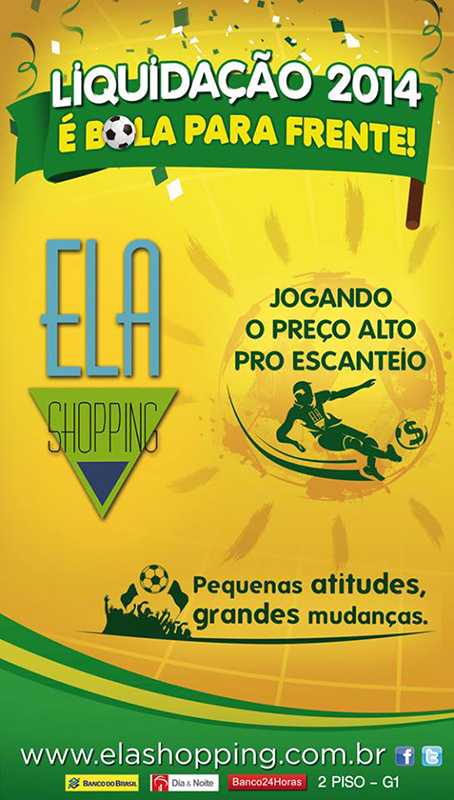 LIQUIDAÇÃO 2014
É BOLA PARA FRENTE!
ELA
SHOPPING
JOGANDO
O PREÇO ALTO
PRO ESCANTEIO
ELA
$
Pequenas atitudes,
grandes mudanças.
www.elashopping.com.br f t
BANCO DO BRASIL Dia & Noite Banco24Horas 2 PISO – G1